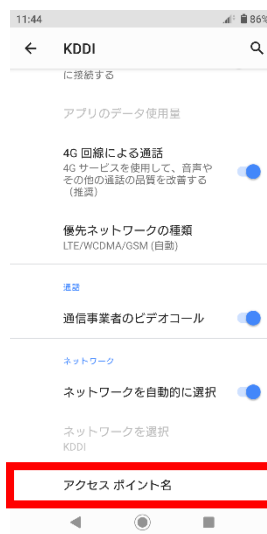 11:44
86%
KDDI
に接続する
アプリのデータ使用量
4G 回線による通話
4G サービスを使用して、音声や
その他の通話の品質を改善する
（推奨）
優先ネットワークの種類
LTE/WCDMA/GSM (自動)
通話
通信事業者のビデオコール
ネットワーク
ネットワークを自動的に選択
ネットワークを選択
KDDI
アクセス ポイント名